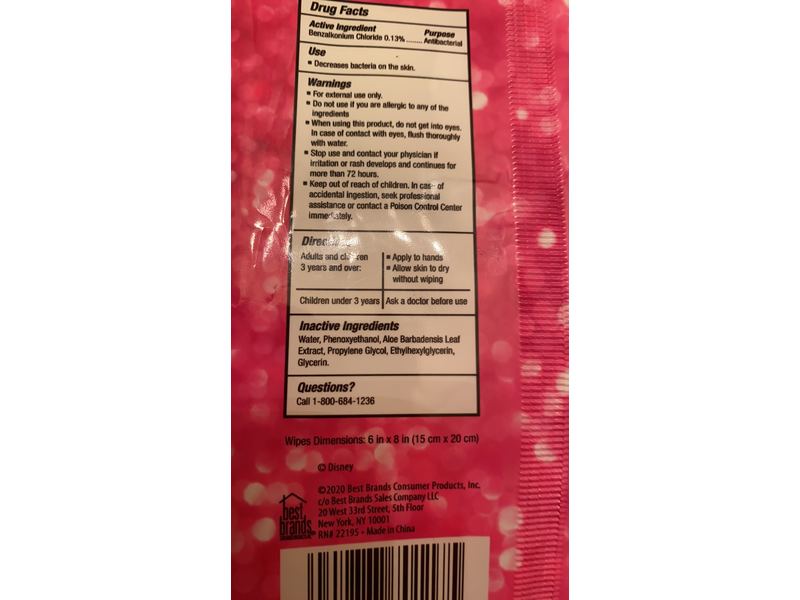 Drug Facts
Active Ingredient Purpose
Benzalkonium Chloride 0.13% ........ Antibacterial
Use
▪ Decreases bacteria on the skin.
Warnings
▪ For external use only.
▪ Do not use if you are allergic to any of the
ingredients
▪ When using this product, do not get into eyes.
In case of contact with eyes, flush thoroughly
with water.
▪ Stop use and contact your physician if
irritation or rash develops and continues for
more than 72 hours.
▪ Keep out of reach of children. In case of
accidental ingestion, seek professional
assistance or contact a Poison Control Center
immediately.
Adults and children
3 years and over:
▪ Apply to hands
▪ Allow skin to dry
without wiping
Children under 3 years Ask a doctor before use
Inactive Ingredients
Water, Phenoxyethanol, Aloe Barbadensis Leaf
Extract, Propylene Glycol, Ethylhexylglycerin,
Glycerin.
Questions?
Call 1-800-684-1236
Wipes Dimensions: 6 in x 8 in (15 cm x 20 cm)
© Disney
©2020 Best Brands Consumer Products, Inc.
c/o Best Brands Sales Company LLC
20 West 33rd Street, 5th Floor
New York, NY 10001
RN# 22195 - Made in China
best
brands